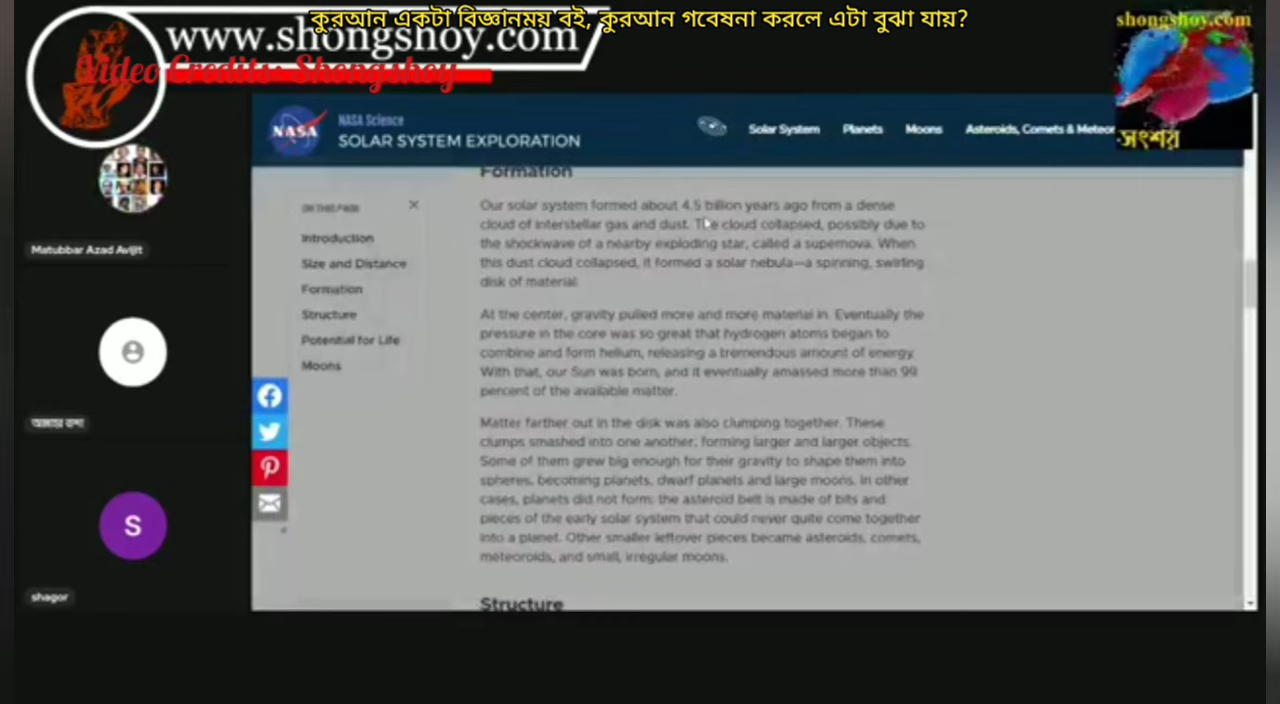 কুরআন একটা বিজ্ঞানময় বই, কুরআন গবেষনা করলে এটা বুঝা যায়?
www.shongshoy.com
Video Credits: Shongshoy
shongshoy.com
সংশয়
NASA
NASA Science
SOLAR SYSTEM EXPLORATION
Solar System
Planets
Moons
Asteroids, Comets & Meteor
Matubbar Azad Avijit
S
shagor
ON THIS PAGE
Introduction
Size and Distance
Formation
Structure
Potential for Life
Moons
Formation
Our solar system formed about 4.5 billion years ago from a dense
cloud of interstellar gas and dust. The cloud collapsed, possibly due to
the shockwave of a nearby exploding star, called a supernova. When
this dust cloud collapsed, it formed a solar nebula—a spinning, swirling
disk of material.
At the center, gravity pulled more and more material in. Eventually the
pressure in the core was so great that hydrogen atoms began to
combine and form helium, releasing a tremendous amount of energy.
With that, our Sun was born, and it eventually amassed more than 99
percent of the available matter.
Matter farther out in the disk was also clumping together. These
clumps smashed into one another, forming larger and larger objects.
Some of them grew big enough for their gravity to shape them into
spheres, becoming planets, dwarf planets and large moons. In other
cases, planets did not form: the asteroid belt is made of bits and
pieces of the early solar system that could never quite come together
into a planet. Other smaller leftover pieces became asteroids, comets,
meteoroids, and small, irregular moons.
Structure